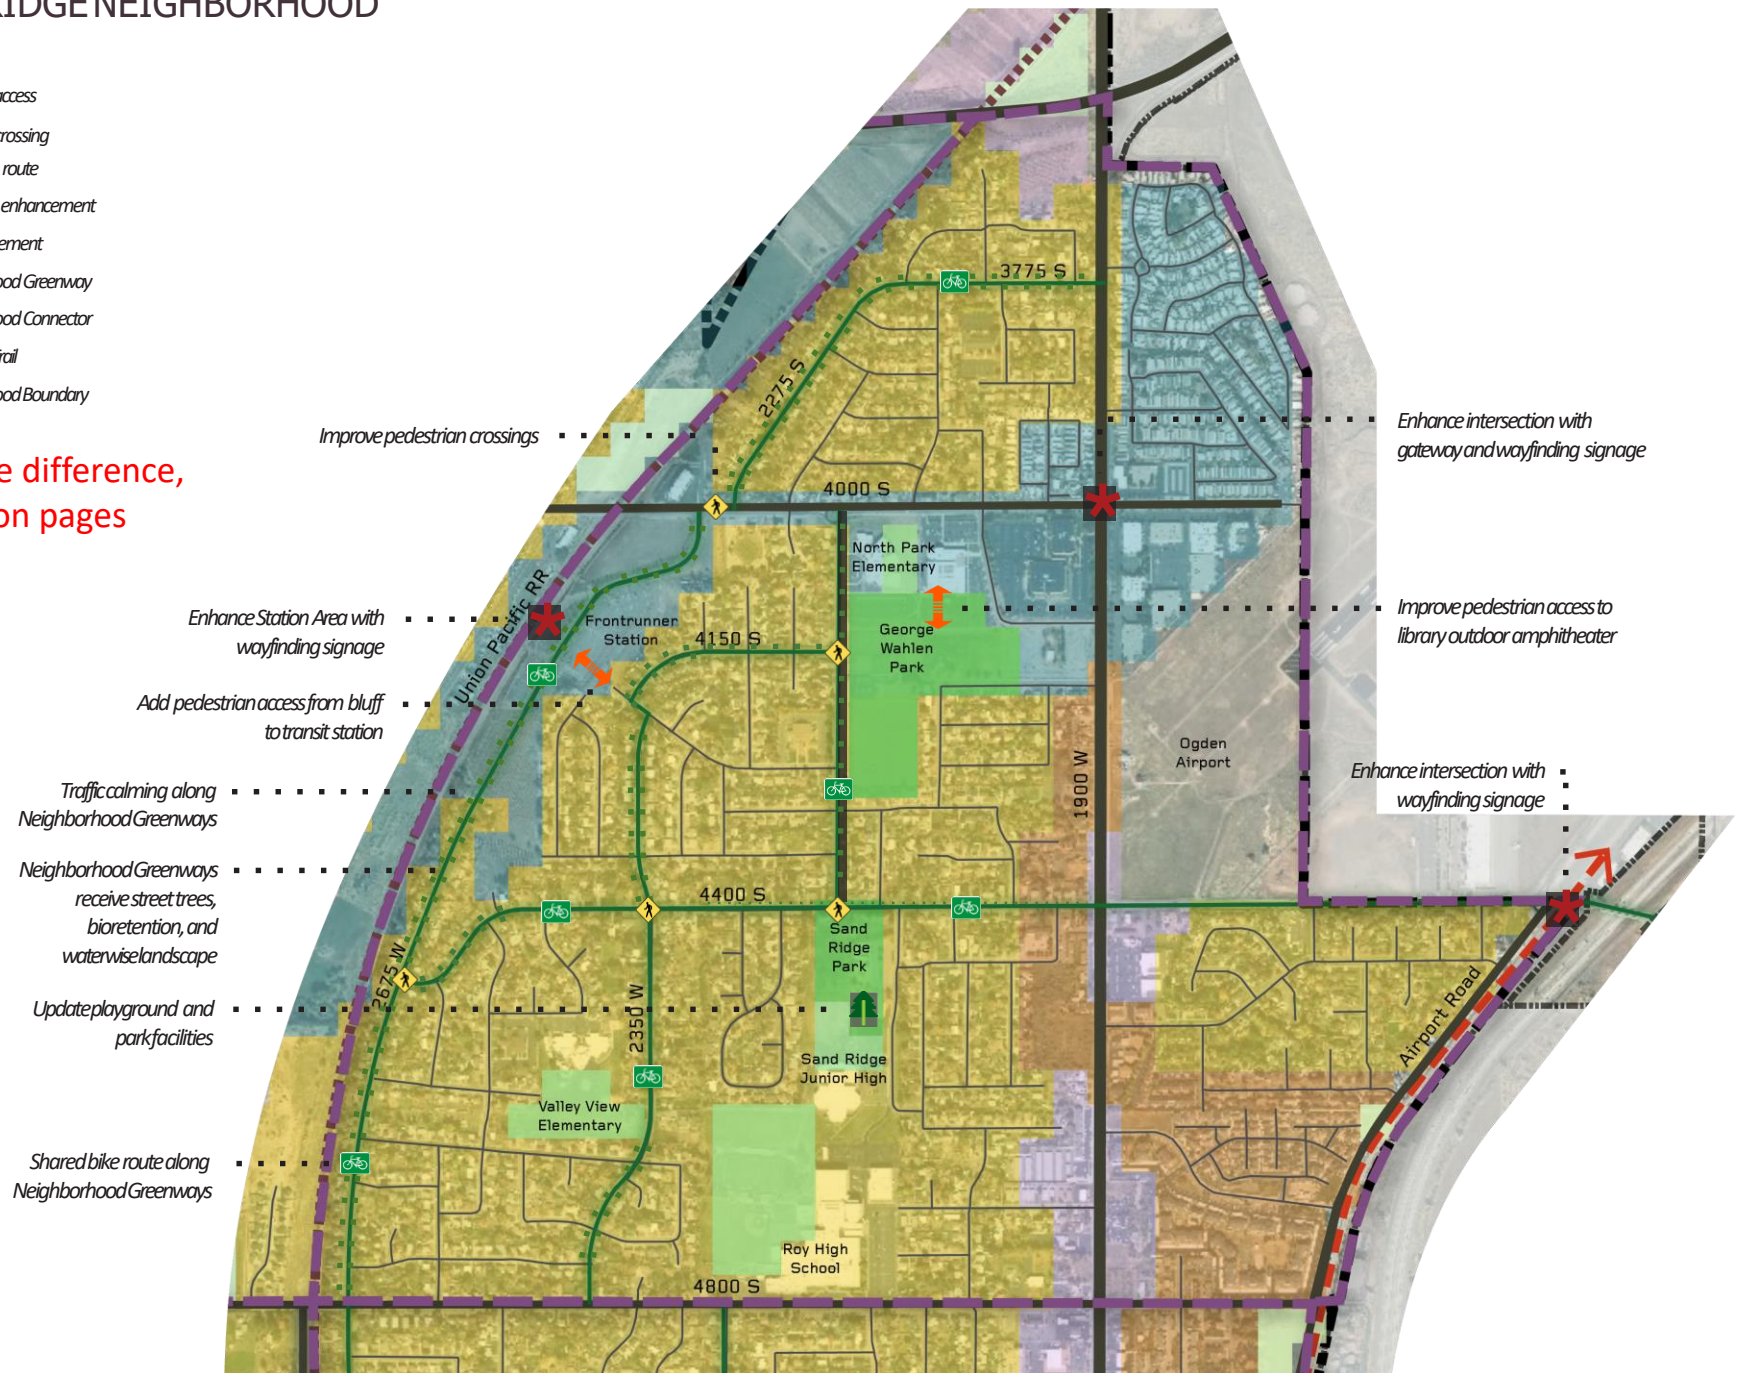 RIDGE NEIGHBORHOOD
access
crossing
route
enhancement
ement
ood Greenway
ood Connector
rail
ood Boundary
e difference,
on pages
3775 S
2275 S
Improve pedestrian crossings
Enhance intersection with
gateway and wayfinding signage
4000 S
North Park
Elementary
Union Pacific RR
Enhance Station Area with
wayfinding signage
Frontrunner
Station
4150 S
George
Wahlen
Park
Improve pedestrian access to
library outdoor amphitheater
Add pedestrian access from bluff
to transit station
Ogden
Airport
1900 W
Enhance intersection with
wayfinding signage
Traffic calming along
Neighborhood Greenways
Neighborhood Greenways
receive street trees,
bioretention, and
waterwise landscape
4400 S
Sand
Ridge
Park
2675 W
Update playground and
park facilities
2350 W
Airport Road
Sand Ridge
Junior High
Valley View
Elementary
Shared bike route along
Neighborhood Greenways
Roy High
School
4800 S